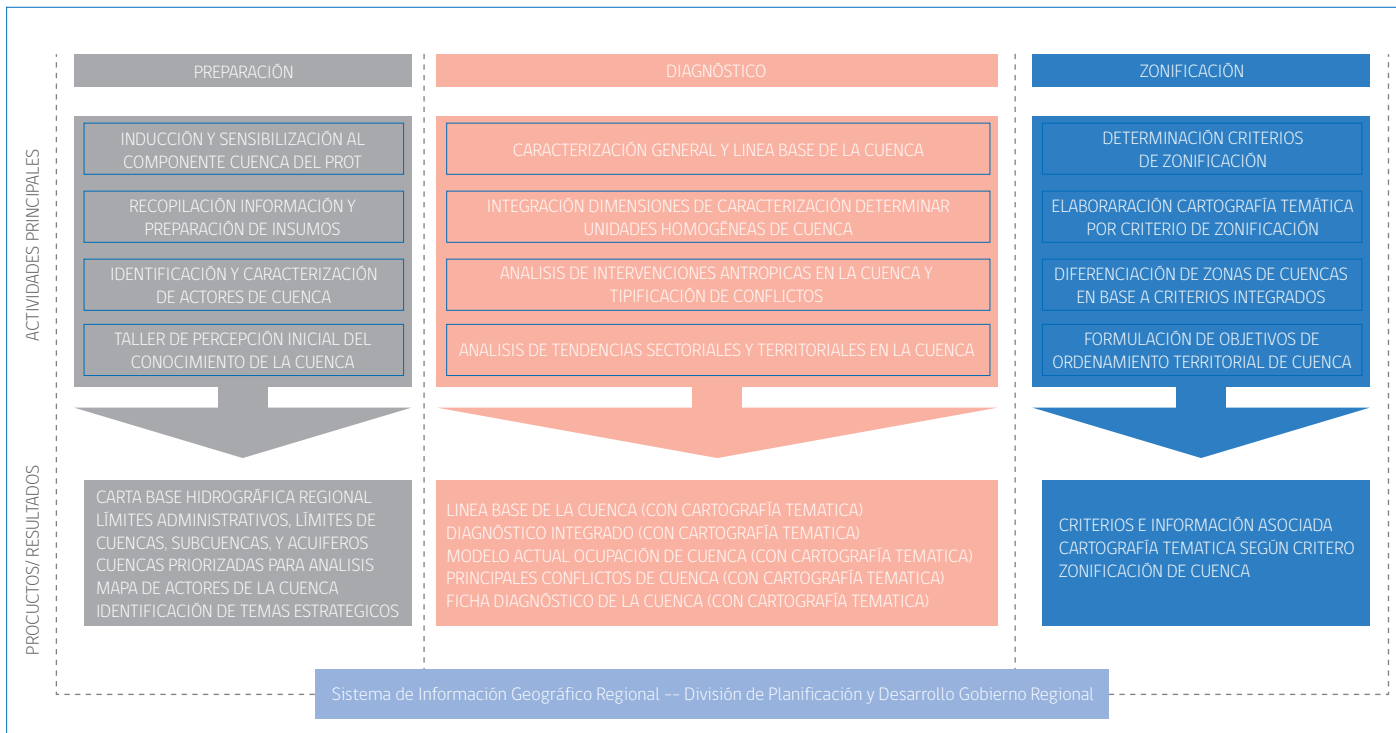 PREPARACIÓN
DIAGNÓSTICO
ZONIFICACIÓN
ACTIVIDADES PRINCIPALES
INDUCCIÓN Y SENSIBILIZACIÓN AL
COMPONENTE CUENCA DEL PROT
RECOPILACIÓN INFORMACIÓN Y
PREPARACIÓN DE INSUMOS
IDENTIFICACIÓN Y CARACTERIZACIÓN
DE ACTORES DE CUENCA
TALLER DE PERCEPCIÓN INICIAL DEL
CONOCIMIENTO DE LA CUENCA
CARACTERIZACIÓN GENERAL Y LINEA BASE DE LA CUENCA
INTEGRACIÓN DIMENSIONES DE CARACTERIZACIÓN DETERMINAR
UNIDADES HOMOGÉNEAS DE CUENCA
ANALISIS DE INTERVENCIONES ANTROPICAS EN LA CUENCA Y
TIPIFICACIÓN DE CONFLICTOS
ANALISIS DE TENDENCIAS SECTORIALES Y TERRITORIALES EN LA CUENCA
DETERMINACIÓN CRITERIOS
DE ZONIFICACIÓN
ELABORARACIÓN CARTOGRAFÍA TEMÁTICA
POR CRITERIO DE ZONIFICACIÓN
DIFERENCIACIÓN DE ZONAS DE CUENCAS
EN BASE A CRITERIOS INTEGRADOS
FORMULACIÓN DE OBJETIVOS DE
ORDENAMIENTO TERRITORIAL DE CUENCA
PROCUCTOS/ RESULTADOS
CARTA BASE HIDROGRÁFICA REGIONAL
LÍMITES ADMINISTRATIVOS, LÍMITES DE
CUENCAS, SUBCUENCAS, Y ACUIFEROS
CUENCAS PRIORIZADAS PARA ANALISIS
MAPA DE ACTORES DE LA CUENCA
IDENTIFICACIÓN DE TEMAS ESTRATEGICOS
LINEA BASE DE LA CUENCA (CON CARTOGRAFÍA TEMATICA)
DIAGNÓSTICO INTEGRADO (CON CARTOGRAFÍA TEMATICA)
MODELO ACTUAL OCUPACIÓN DE CUENCA (CON CARTOGRAFÍA TEMATICA)
PRINCIPALES CONFLICTOS DE CUENCA (CON CARTOGRAFÍA TEMATICA)
FICHA DIAGNÓSTICO DE LA CUENCA (CON CARTOGRAFÍA TEMATICA)
CRITERIOS E INFORMACIÓN ASOCIADA
CARTOGRAFÍA TEMATICA SEGÚN CRITERO
ZONIFICACIÓN DE CUENCA
Sistema de Información Geográfico Regional -- División de Planificación y Desarrollo Gobierno Regional